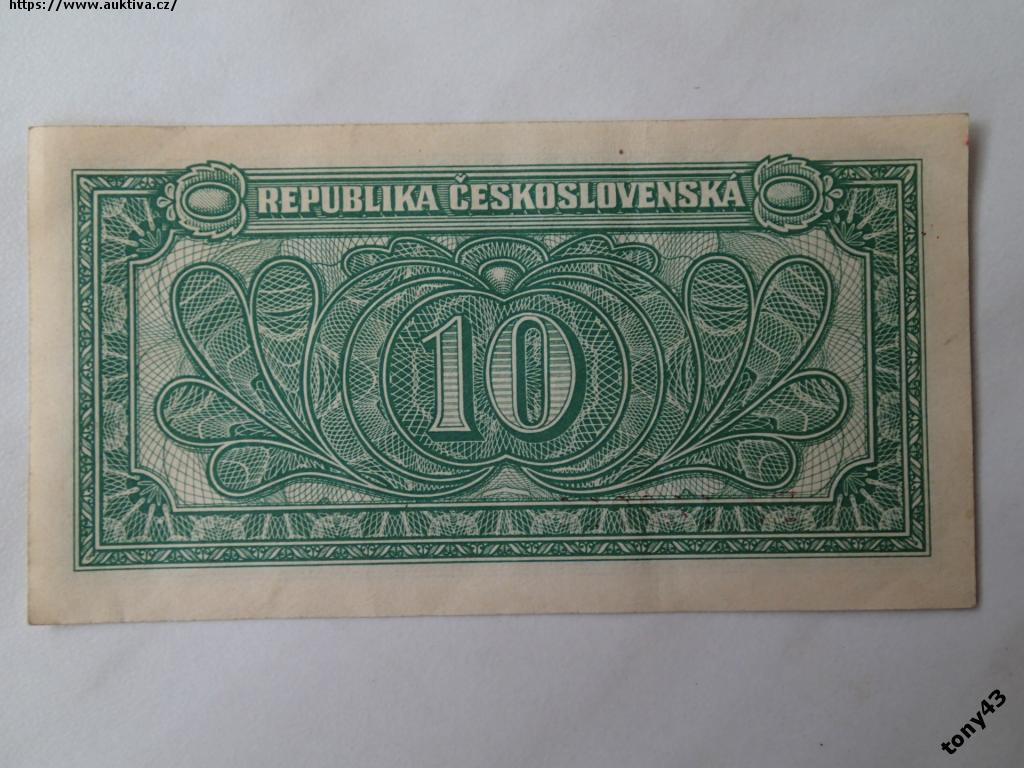 https://www.auktiva.cz/
REPUBLIKA ČESKOSLOVENSKÁ
10
tony43